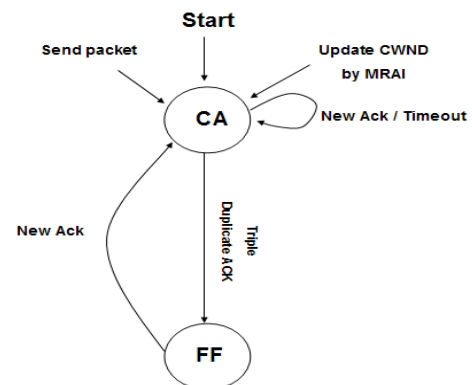 Start
Send packet
Update CWND
by MRAI
CA
New Ack / Timeout
New Ack
Triple
Duplicate ACK
FF